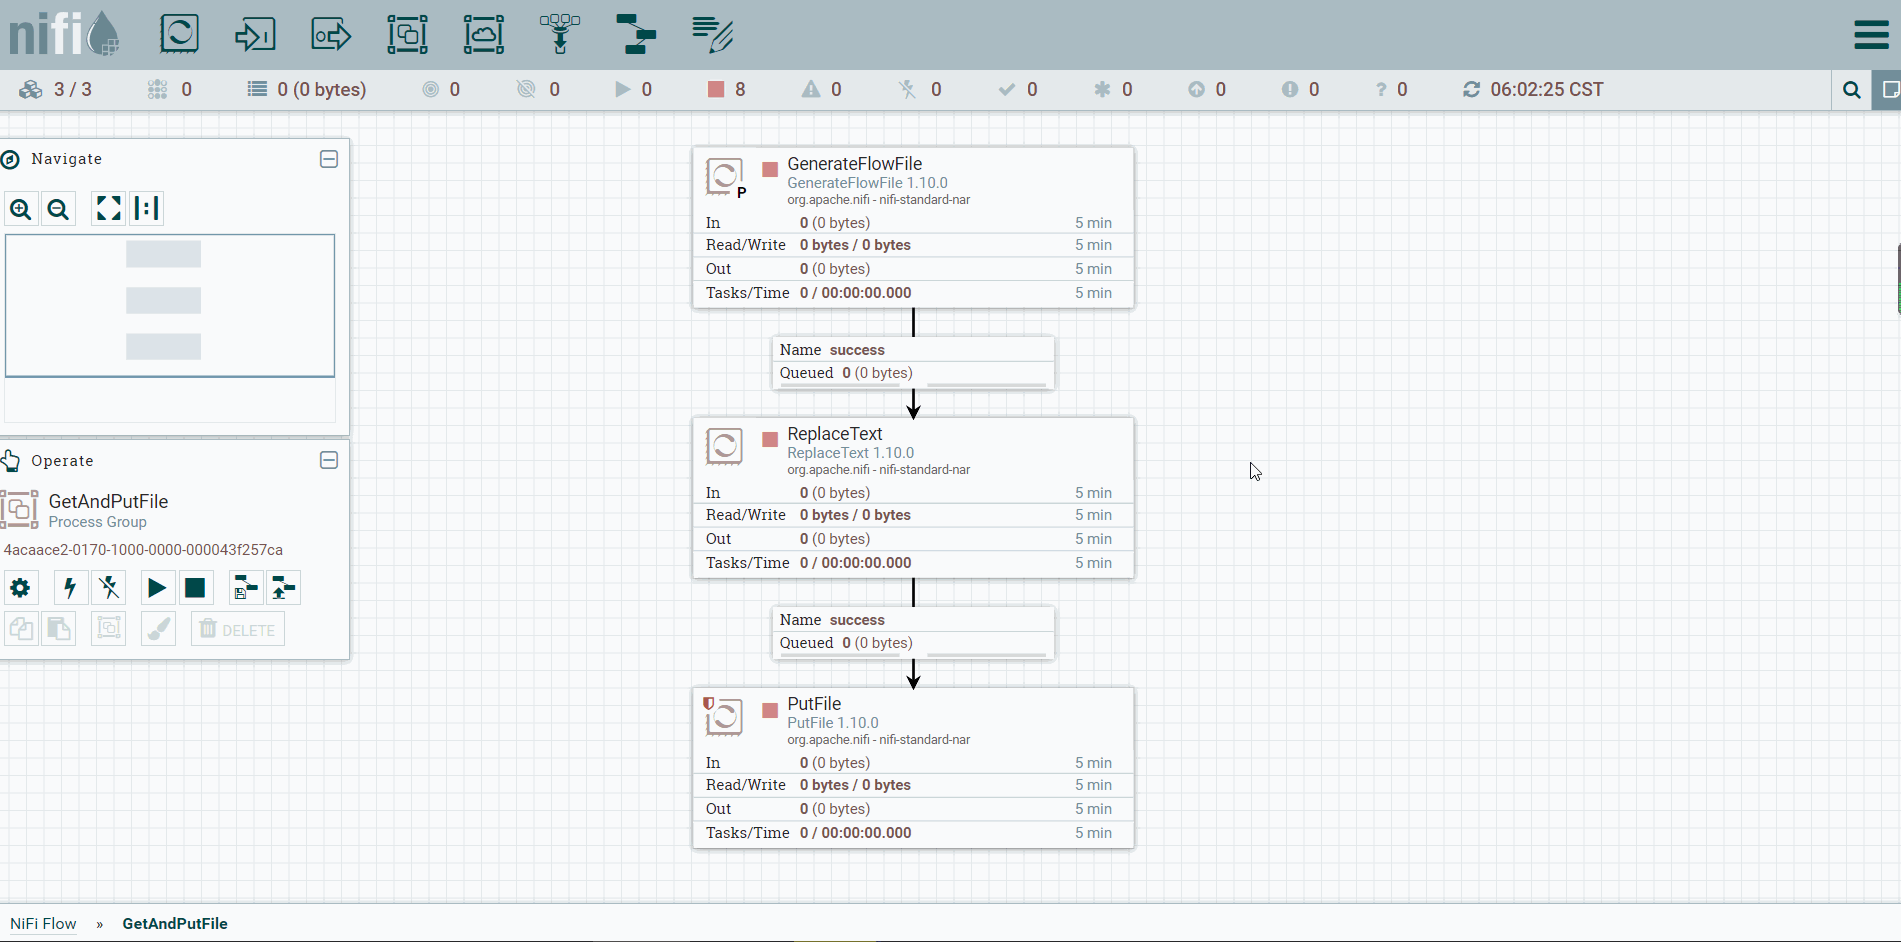 nifi
3 / 3 0 0 (0 bytes) 0 0 0 8 0 0 0 0 0 0 ? 0 06:02:25 CST
Navigate
Operate
GetAndPutFile
Process Group
4acaace2-0170-1000-0000-000043f257ca
DELETE
GenerateFlowFile
GenerateFlowFile 1.10.0
org.apache.nifi - nifi-standard-nar
P
In 0 (0 bytes) 5 min
Read/Write 0 bytes / 0 bytes 5 min
Out 0 (0 bytes) 5 min
Tasks/Time 0 / 00:00:00.000 5 min
Name success
Queued 0 (0 bytes)
ReplaceText
ReplaceText 1.10.0
org.apache.nifi - nifi-standard-nar
In 0 (0 bytes) 5 min
Read/Write 0 bytes / 0 bytes 5 min
Out 0 (0 bytes) 5 min
Tasks/Time 0 / 00:00:00.000 5 min
Name success
Queued 0 (0 bytes)
PutFile
PutFile 1.10.0
org.apache.nifi - nifi-standard-nar
In 0 (0 bytes) 5 min
Read/Write 0 bytes / 0 bytes 5 min
Out 0 (0 bytes) 5 min
Tasks/Time 0 / 00:00:00.000 5 min
NiFi Flow » GetAndPutFile